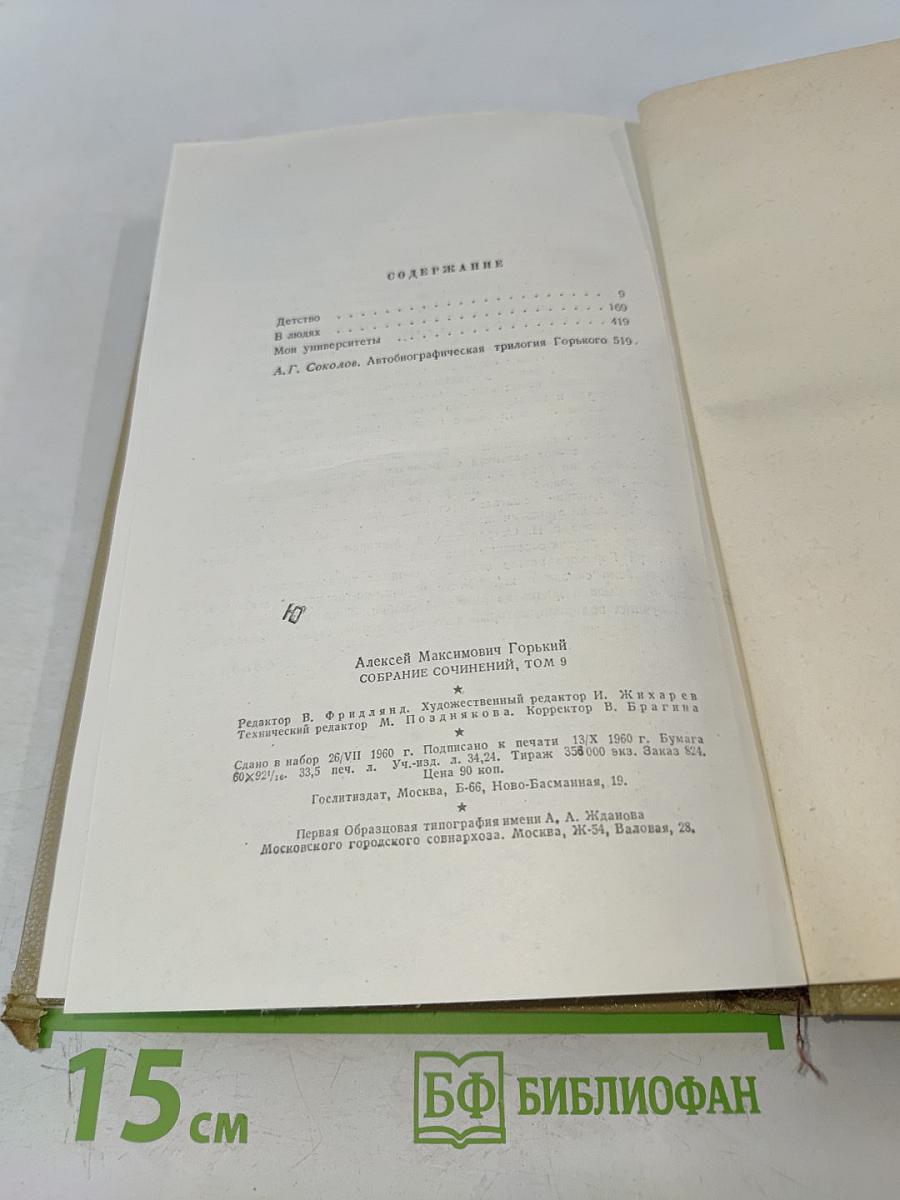 СОДЕРЖАНИЕ
Детство . . . . . . . . . . . . . . . . . . . . 9
В людях . . . . . . . . . . . . . . . . . . . . 169
Мои университеты . . . . . . . . . . . . . . . 419
А. Г. Соколов. Автобиографическая трилогия Горького 519
Алексей Максимович Горький
СОБРАНИЕ СОЧИНЕНИЙ, ТОМ 9
★
Редактор В. Фридлянд. Художественный редактор И. Жихарев
Технический редактор М. Позднякова. Корректор В. Брагина
★
Сдано в набор 26/VII 1960 г. Подписано к печати 13/X 1960 г. Бумага
60×92¹/₁₆. 33,5 печ. л. Уч.-изд. л. 34,24. Тираж 356 000 экз. Заказ 824.
Цена 90 коп.
Гослитиздат, Москва, Б-66, Ново-Басманная, 19.
★
Первая Образцовая типография имени А. А. Жданова
Московского городского совнархоза. Москва, Ж-54, Валовая, 28.
15 см
БФ БИБЛИОФАН